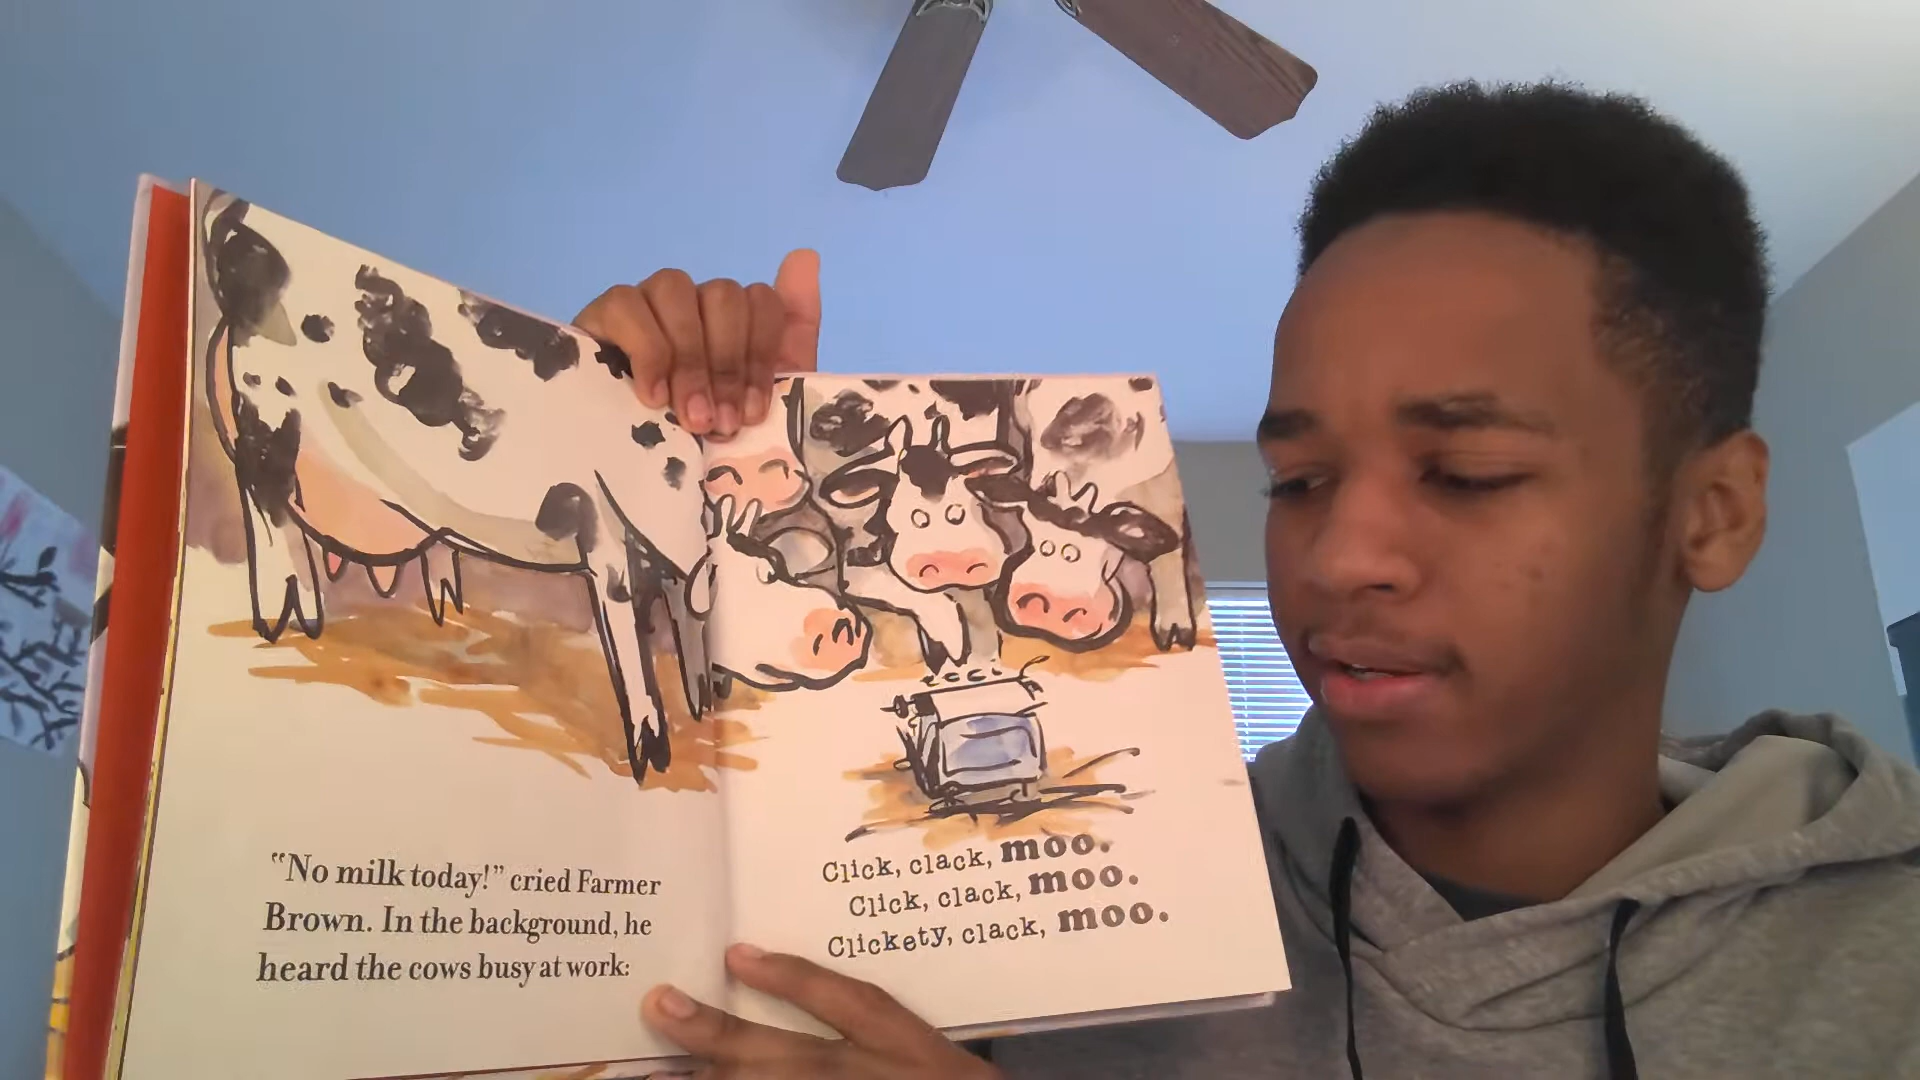 “No milk today!” cried Farmer
Brown. In the background, he
heard the cows busy at work:
Click, clack, moo.
Click, clack, moo.
Clickety, clack, moo.